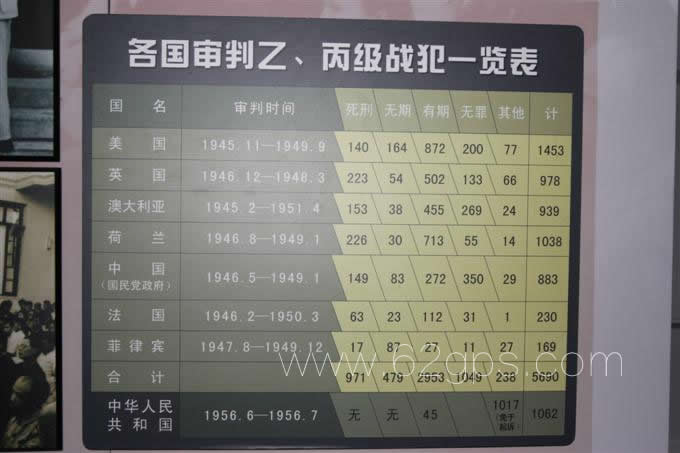 各国审判乙、丙级战犯一览表
国 名 审判时间 死刑 无期 有期 无罪 其他 计
美 国 1945.11—1949.9 140 164 872 200 77 1453
英 国 1946.12—1948.3 223 54 502 133 66 978
澳大利亚 1945.2—1951.4 153 38 455 269 24 939
荷 兰 1946.8—1949.1 226 30 713 55 14 1038
中 国
(国民党政府) 1946.5—1949.1 149 83 272 350 29 883
法 国 1946.2—1950.3 63 23 112 31 1 230
菲律宾 1947.8—1949.12 17 87 27 11 27 169
合 计 971 479 2953 1049 238 5690
中华人民
共和国 1956.6—1956.7 无 无 45 1017
(免于
起诉) 1062
www.62gps.com